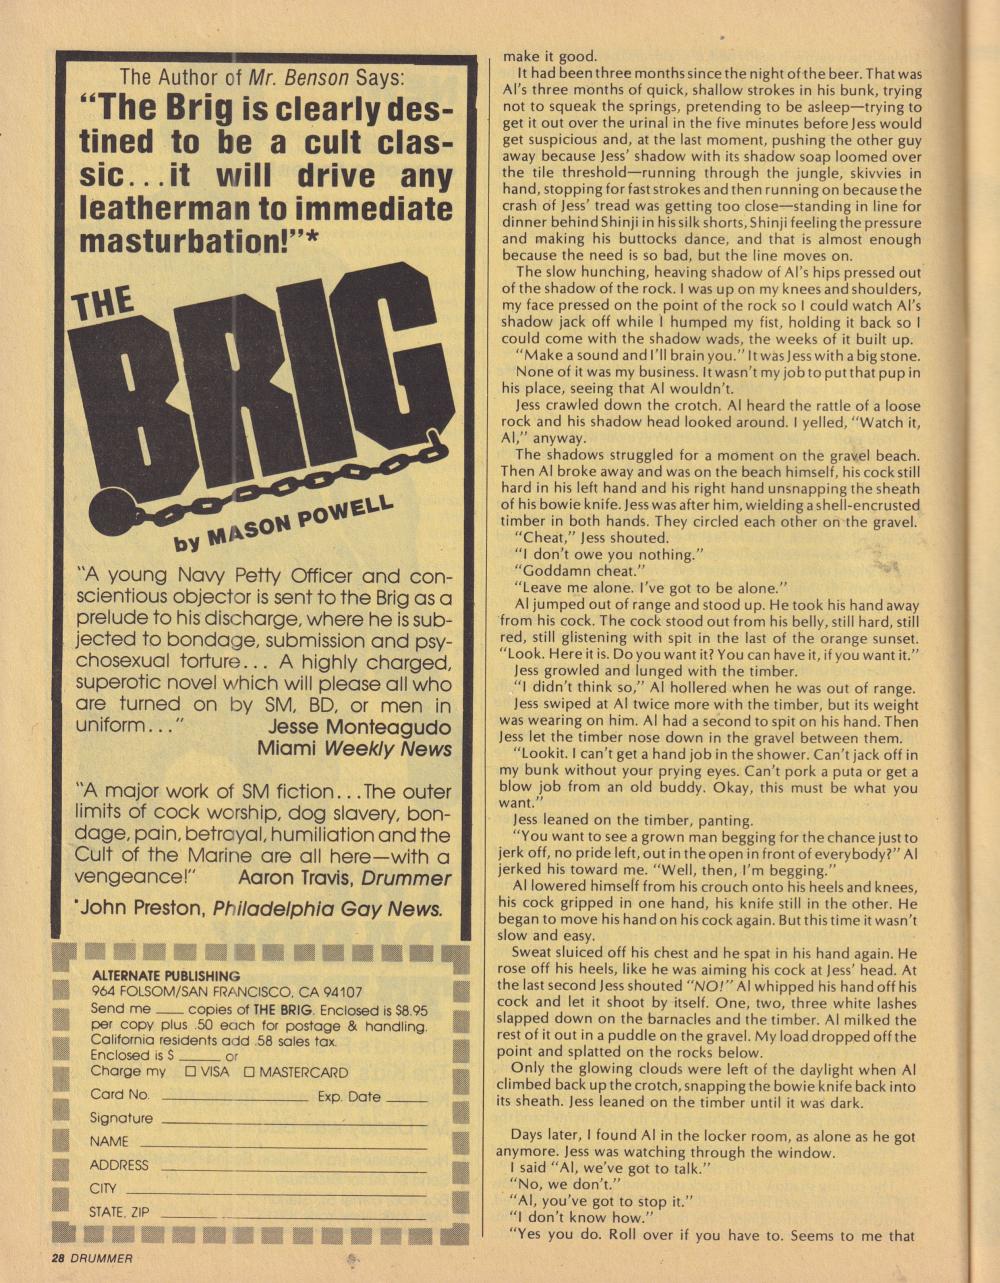 The Author of Mr. Benson Says:
“The Brig is clearly des-
tined to be a cult clas-
sic...it will drive any
leatherman to immediate
masturbation!”*
THE
BRIG
by MASON POWELL
“A young Navy Petty Officer and con-
scientious objector is sent to the Brig as a
prelude to his discharge, where he is sub-
jected to bondage, submission and psy-
chosexual torture... A highly charged,
superotic novel which will please all who
are turned on by SM, BD, or men in
uniform...” Jesse Monteagudo
Miami Weekly News
“A major work of SM fiction...The outer
limits of cock worship, dog slavery, bon-
dage, pain, betrayal, humiliation and the
Cult of the Marine are all here—with a
vengeance!” Aaron Travis, Drummer
*John Preston, Philadelphia Gay News.
ALTERNATE PUBLISHING
964 FOLSOM/SAN FRANCISCO, CA 94107
Send me ____ copies of THE BRIG. Enclosed is $8.95
per copy plus .50 each for postage & handling.
California residents add .58 sales tax.
Enclosed is $ ______ or
Charge my □ VISA □ MASTERCARD
Card No. ____________________ Exp. Date _____
Signature ____________________
NAME ____________________
ADDRESS ____________________
CITY ____________________
STATE, ZIP ____________________
28 DRUMMER
make it good.
It had been three months since the night of the beer. That was
Al’s three months of quick, shallow strokes in his bunk, trying
not to squeak the springs, pretending to be asleep—trying to
get it out over the urinal in the five minutes before Jess would
get suspicious and, at the last moment, pushing the other guy
away because Jess’ shadow with its shadow soap loomed over
the tile threshold—running through the jungle, skivvies in
hand, stopping for fast strokes and then running on because the
crash of Jess’ tread was getting too close—standing in line for
dinner behind Shinji in his silk shorts, Shinji feeling the pressure
and making his buttocks dance, and that is almost enough
because the need is so bad, but the line moves on.
The slow hunching, heaving shadow of Al’s hips pressed out
of the shadow of the rock. I was up on my knees and shoulders,
my face pressed on the point of the rock so I could watch Al’s
shadow jack off while I humped my fist, holding it back so I
could come with the shadow wads, the weeks of it built up.
“Make a sound and I’ll brain you.” It was Jess with a big stone.
None of it was my business. It wasn’t my job to put that pup in
his place, seeing that Al wouldn’t.
Jess crawled down the crotch. Al heard the rattle of a loose
rock and his shadow head looked around. I yelled, “Watch it,
Al,” anyway.
The shadows struggled for a moment on the gravel beach.
Then Al broke away and was on the beach himself, his cock still
hard in his left hand and his right hand unsnapping the sheath
of his bowie knife. Jess was after him, wielding a shell-encrusted
timber in both hands. They circled each other on the gravel.
“Cheat,” Jess shouted.
“I don’t owe you nothing.”
“Goddamn cheat.”
“Leave me alone. I’ve got to be alone.”
Al jumped out of range and stood up. He took his hand away
from his cock. The cock stood out from his belly, still hard, still
red, still glistening with spit in the last of the orange sunset.
“Look. Here it is. Do you want it? You can have it, if you want it.”
Jess growled and lunged with the timber.
“I didn’t think so,” Al hollered when he was out of range.
Jess swiped at Al twice more with the timber, but its weight
was wearing on him. Al had a second to spit on his hand. Then
Jess let the timber nose down in the gravel between them.
“Lookit. I can’t get a hand job in the shower. Can’t jack off in
my bunk without your prying eyes. Can’t pork a puta or get a
blow job from an old buddy. Okay, this must be what you
want.”
Jess leaned on the timber, panting.
“You want to see a grown man begging for the chance just to
jerk off, no pride left, out in the open in front of everybody?” Al
jerked his toward me. “Well, then, I’m begging.”
Al lowered himself from his crouch onto his heels and knees,
his cock gripped in one hand, his knife still in the other. He
began to move his hand on his cock again. But this time it wasn’t
slow and easy.
Sweat sluiced off his chest and he spat in his hand again. He
rose off his heels, like he was aiming his cock at Jess’ head. At
the last second Jess shouted “NO!” Al whipped his hand off his
cock and let it shoot by itself. One, two, three white lashes
slapped down on the barnacles and the timber. Al milked the
rest of it out in a puddle on the gravel. My load dropped off the
point and splatted on the rocks below.
Only the glowing clouds were left of the daylight when Al
climbed back up the crotch, snapping the bowie knife back into
its sheath. Jess leaned on the timber until it was dark.
Days later, I found Al in the locker room, as alone as he got
anymore. Jess was watching through the window.
I said “Al, we’ve got to talk.”
“No, we don’t.”
“Al, you’ve got to stop it.”
“I don’t know how.”
“Yes you do. Roll over if you have to. Seems to me that